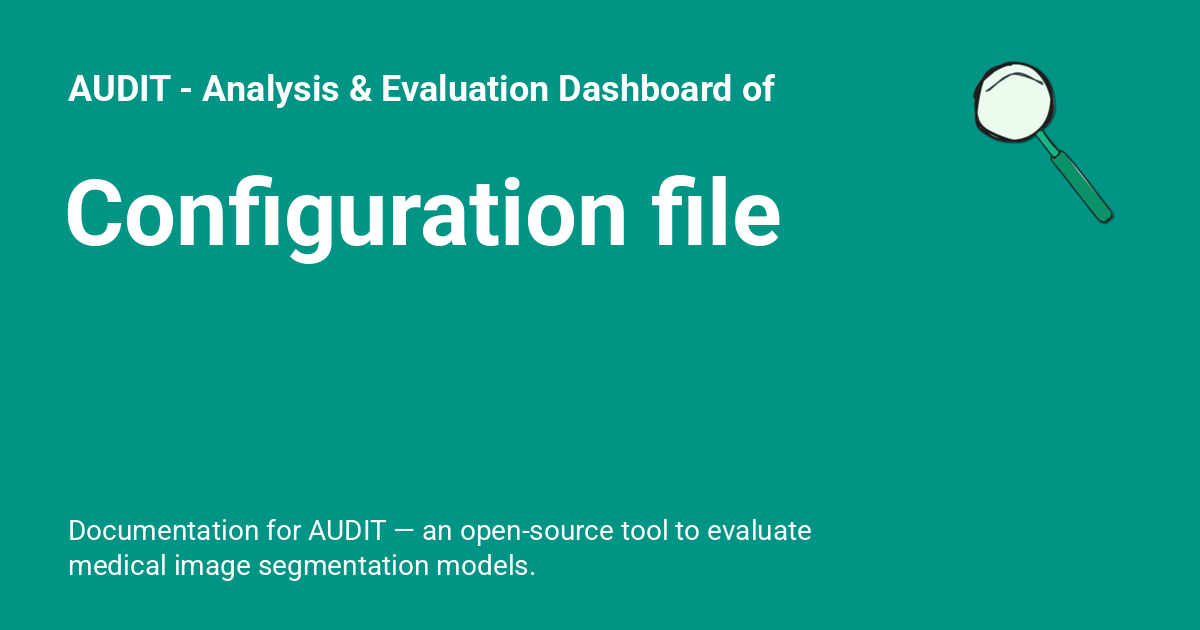 AUDIT - Analysis & Evaluation Dashboard of
Configuration file
Documentation for AUDIT — an open-source tool to evaluate
medical image segmentation models.